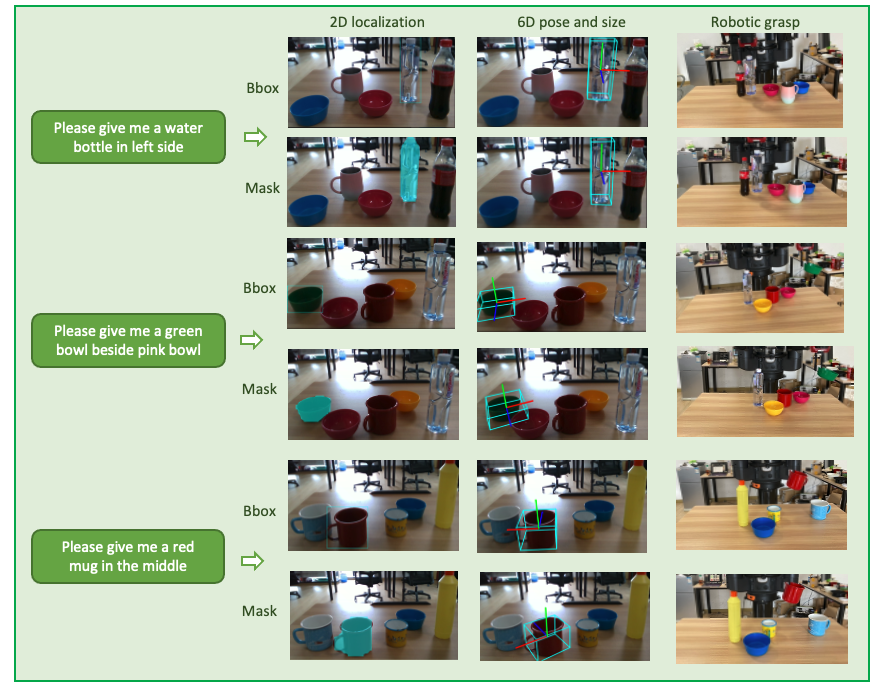 2D localization 6D pose and size Robotic grasp
Bbox
Please give me a water
bottle in left side
Mask
Bbox
Please give me a green
bowl beside pink bowl
Mask
Bbox
Please give me a red
mug in the middle
Mask